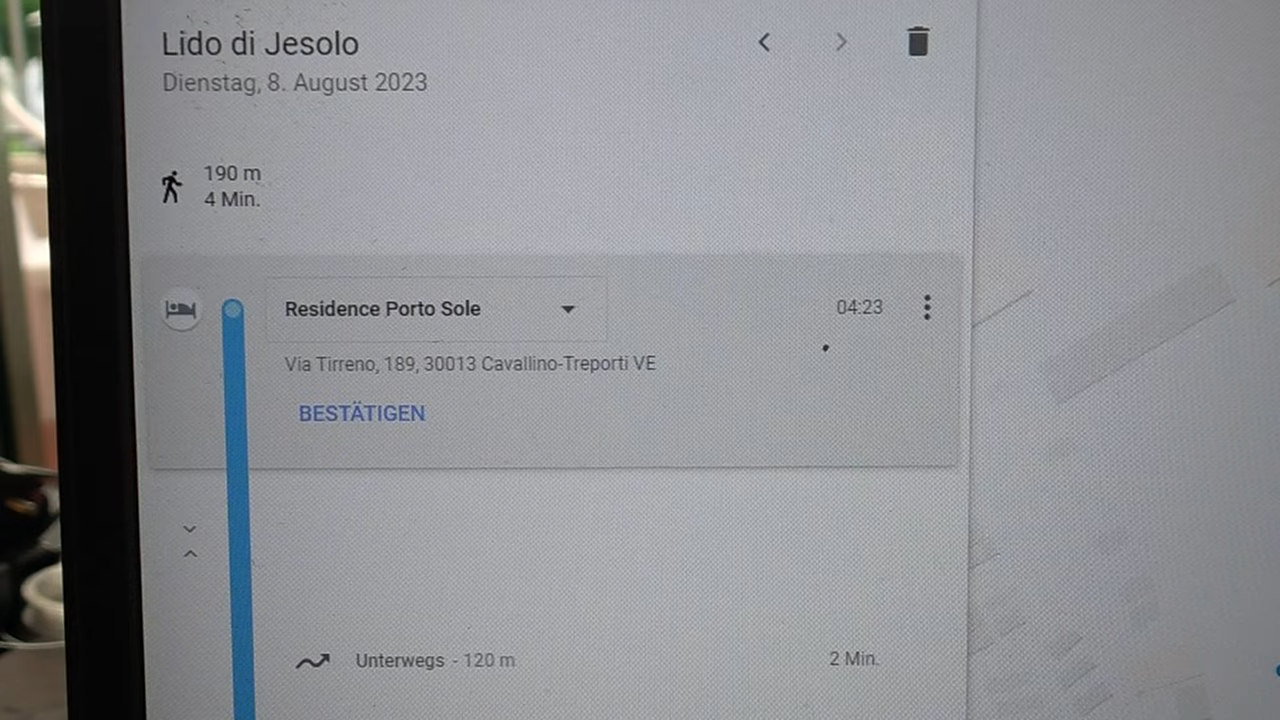 Lido di Jesolo
Dienstag, 8. August 2023
190 m
4 Min.
Residence Porto Sole
04:23
Via Tirreno, 189, 30013 Cavallino-Treporti VE
BESTÄTIGEN
Unterwegs - 120 m
2 Min.